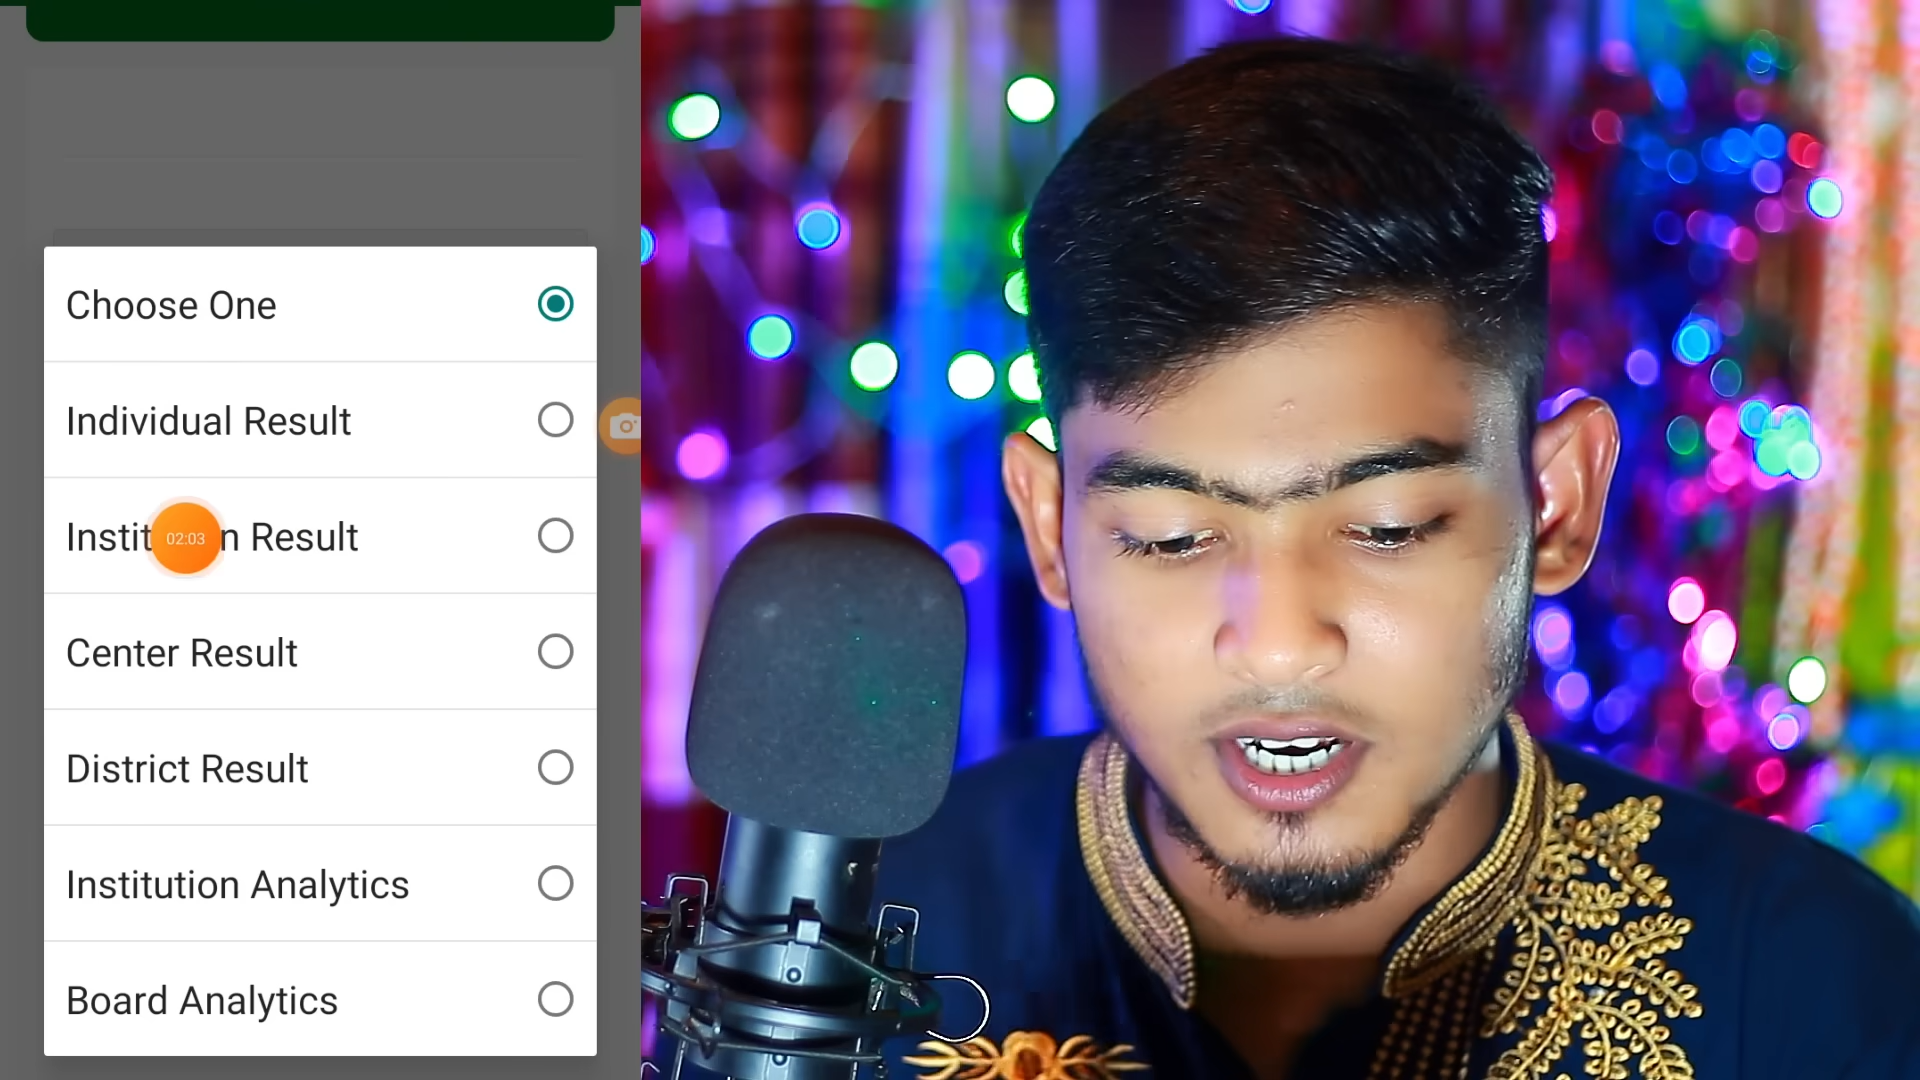 Choose One
Individual Result
Instit 02:03 n Result
Center Result
District Result
Institution Analytics
Board Analytics